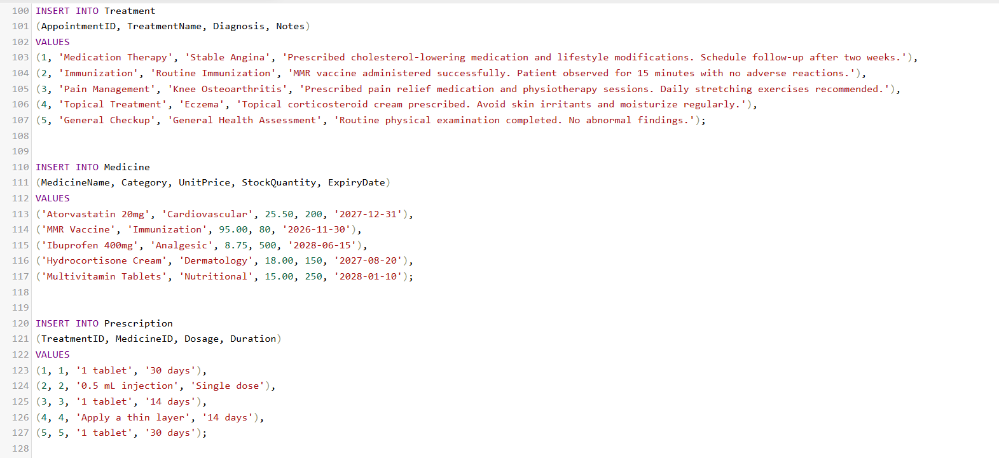 100 INSERT INTO Treatment
101 (AppointmentID, TreatmentName, Diagnosis, Notes)
102 VALUES
103 (1, 'Medication Therapy', 'Stable Angina', 'Prescribed cholesterol-lowering medication and lifestyle modifications. Schedule follow-up after two weeks.'),
104 (2, 'Immunization', 'Routine Immunization', 'MMR vaccine administered successfully. Patient observed for 15 minutes with no adverse reactions.'),
105 (3, 'Pain Management', 'Knee Osteoarthritis', 'Prescribed pain relief medication and physiotherapy sessions. Daily stretching exercises recommended.'),
106 (4, 'Topical Treatment', 'Eczema', 'Topical corticosteroid cream prescribed. Avoid skin irritants and moisturize regularly.'),
107 (5, 'General Checkup', 'General Health Assessment', 'Routine physical examination completed. No abnormal findings.');
108
109
110 INSERT INTO Medicine
111 (MedicineName, Category, UnitPrice, StockQuantity, ExpiryDate)
112 VALUES
113 ('Atorvastatin 20mg', 'Cardiovascular', 25.50, 200, '2027-12-31'),
114 ('MMR Vaccine', 'Immunization', 95.00, 80, '2026-11-30'),
115 ('Ibuprofen 400mg', 'Analgesic', 8.75, 500, '2028-06-15'),
116 ('Hydrocortisone Cream', 'Dermatology', 18.00, 150, '2027-08-20'),
117 ('Multivitamin Tablets', 'Nutritional', 15.00, 250, '2028-01-10');
118
119
120 INSERT INTO Prescription
121 (TreatmentID, MedicineID, Dosage, Duration)
122 VALUES
123 (1, 1, '1 tablet', '30 days'),
124 (2, 2, '0.5 mL injection', 'Single dose'),
125 (3, 3, '1 tablet', '14 days'),
126 (4, 4, 'Apply a thin layer', '14 days'),
127 (5, 5, '1 tablet', '30 days');
128